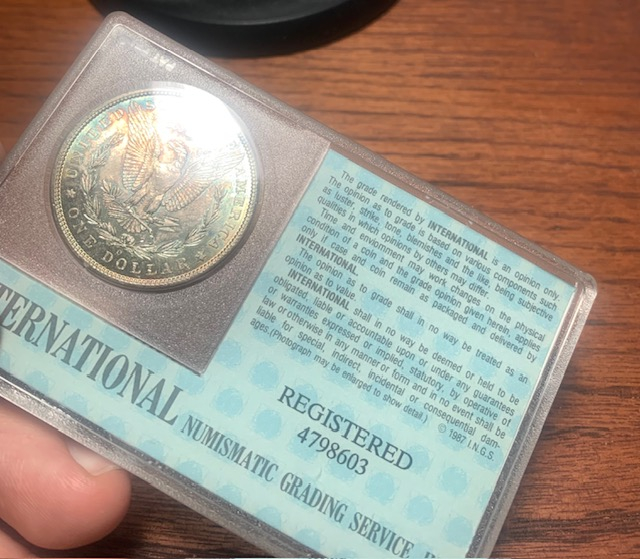 PAT
UNITED
AMERICA
ONE DOLLAR
The grade rendered by INTERNATIONAL is an opinion only.
The opinion as to grade is based on various components such
as luster, strike, tone, blemishes and the like, being subjective
qualities in which opinions by others may differ.
Time and enviornment may work changes on the physical
condition of a coin and the grade opinion given herein applies
only if case and coin remain as packaged and delivered by
INTERNATIONAL.
The opinion as to grade shall in no way be treated as an
opinion as to value.
INTERNATIONAL shall in no way be deemed or held to be
obligated, liable or accountable upon or under any guarantees
or warranties expressed or implied, statutory, by operative of
law or otherwise in any manner or form and in no event shall be
liable for special, indirect, incidental or consequential dam-
ages.(Photograph may be enlarged to show detail.)
© 1987 I.N.G.S.
REGISTERED
4798603
TERNATIONAL NUMISMATIC GRADING SERVICE,